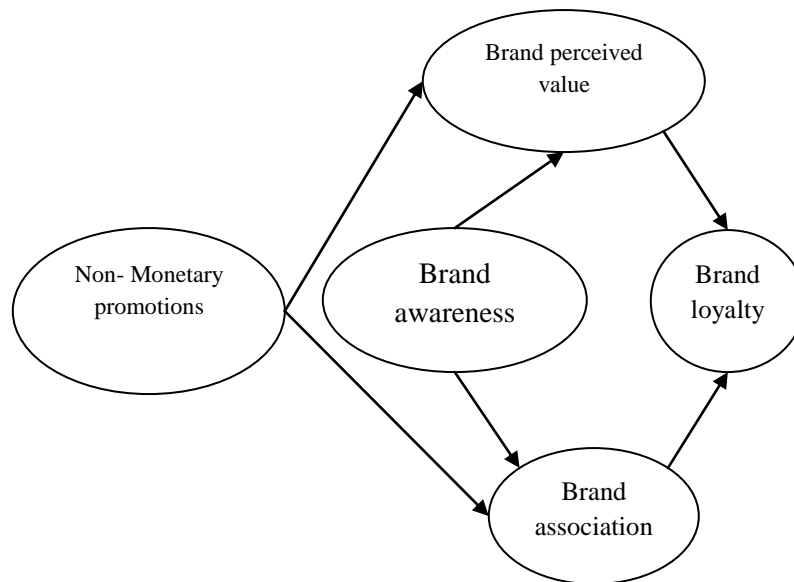 Brand perceived
value
Non- Monetary
promotions
Brand
awareness
Brand
loyalty
Brand
association